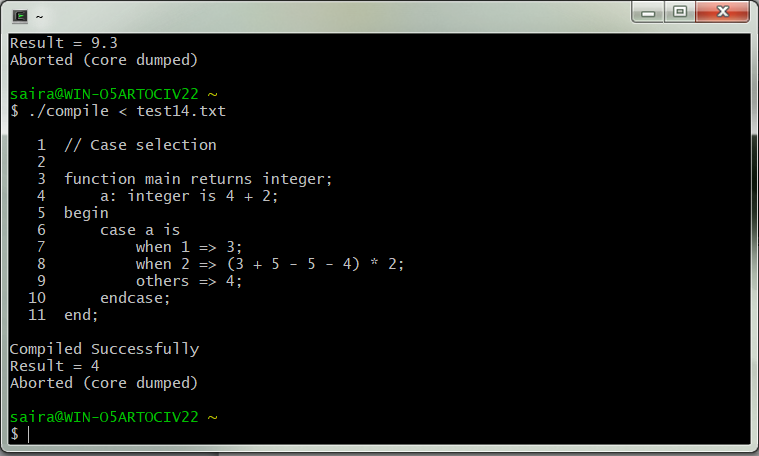 ~
Result = 9.3
Aborted (core dumped)
saira@WIN-O5ARTOCIV22 ~
$ ./compile < test14.txt
1 // Case selection
2
3 function main returns integer;
4 a: integer is 4 + 2;
5 begin
6 case a is
7 when 1 => 3;
8 when 2 => (3 + 5 - 5 - 4) * 2;
9 others => 4;
10 endcase;
11 end;
Compiled Successfully
Result = 4
Aborted (core dumped)
saira@WIN-O5ARTOCIV22 ~
$